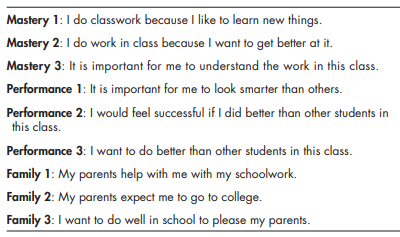 Mastery 1: I do classwork because I like to learn new things.
Mastery 2: I do work in class because I want to get better at it.
Mastery 3: It is important for me to understand the work in this class.
Performance 1: It is important for me to look smarter than others.
Performance 2: I would feel successful if I did better than other students in
this class.
Performance 3: I want to do better than other students in this class.
Family 1: My parents help with me with my schoolwork.
Family 2: My parents expect me to go to college.
Family 3: I want to do well in school to please my parents.